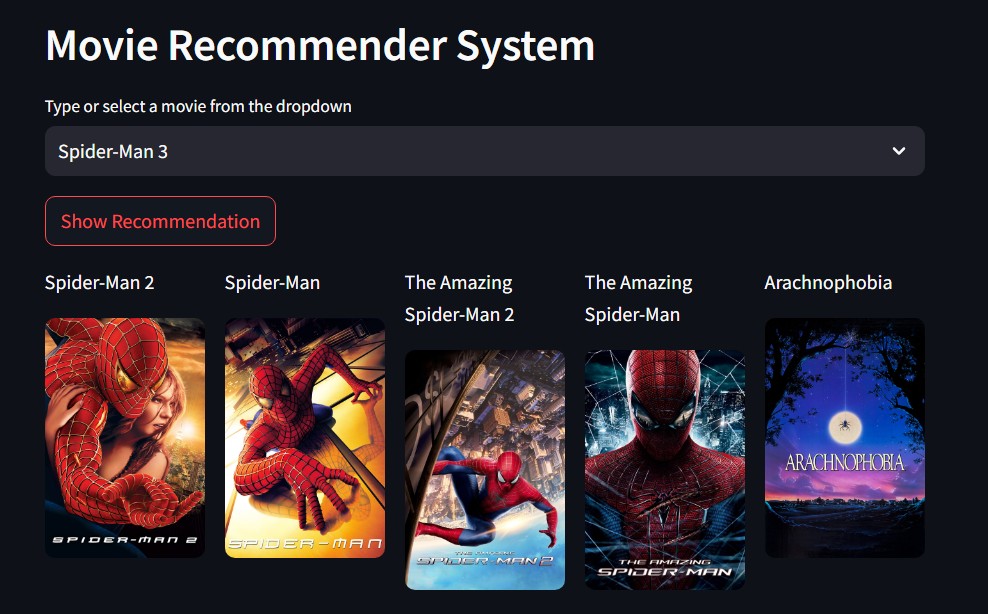 Movie Recommender System
Type or select a movie from the dropdown
Spider-Man 3
Show Recommendation
Spider-Man 2
Spider-Man
The Amazing
Spider-Man 2
The Amazing
Spider-Man
Arachnophobia
SPIDER-MAN 2
SPIDER-MAN
THE AMAZING
SPIDER-MAN 2
THE AMAZING
SPIDER-MAN
ARACHNOPHOBIA